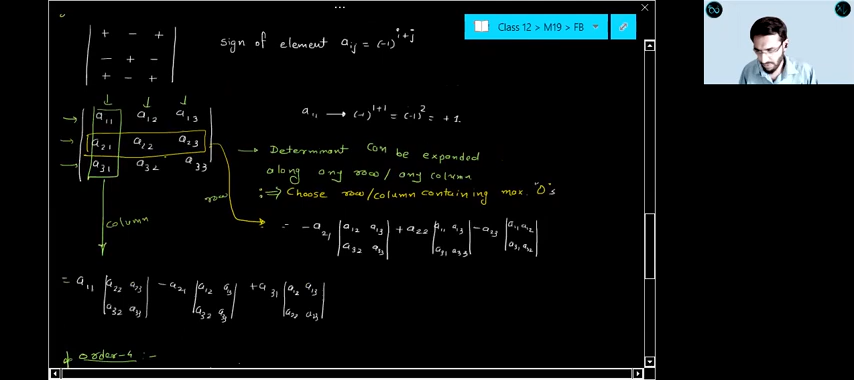 + - +
- + -
+ - +
sign of element aij = (-1)^i+j
Class 12 > M19 > FB
a11 a12 a13
a21 a22 a23
a31 a32 a33
a11 → (-1)^1+1 = (-1)^2 = +1.
→ Determinant can be expanded
along any row/ any column
∴ ⇒ Choose row/column containing max. "0"s
row
column
= -a21 |a12 a13| + a22 |a11 a13| - a23 |a11 a12|
|a32 a33| |a31 a33| |a31 a32|
= a11 |a22 a23| - a21 |a12 a13| + a31 |a12 a13|
|a32 a33| |a32 a33| |a22 a23|
order-4 :-